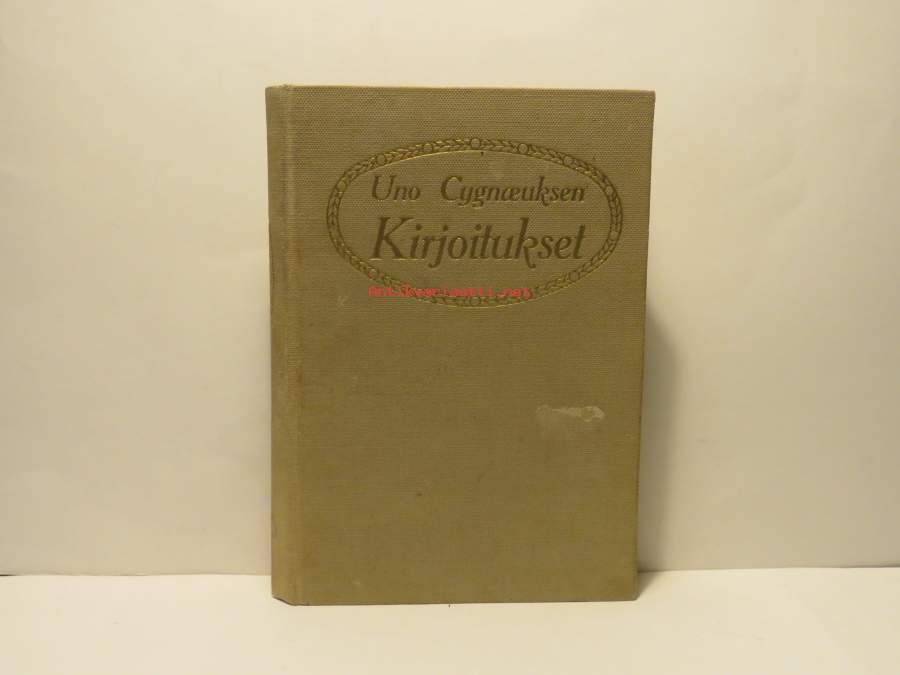 Uno Cygnæuksen
Kirjoitukset
Antikvariaatti.net